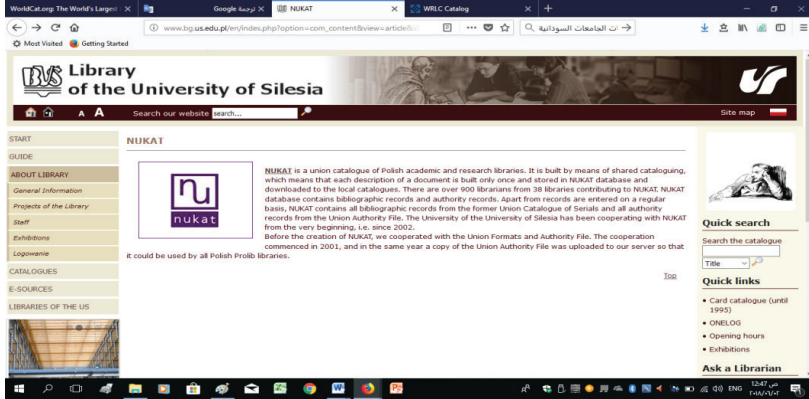 WorldCat.org: The World's Largest
Google ترجمة
NUKAT
WRLC Catalog
www.bg.us.edu.pl/en/index.php?option=com_content&view=article&
ات الجامعات السودانية
Most Visited
Getting Started
Library
of the University of Silesia
A A
Search our website
search...
Site map
START
GUIDE
ABOUT LIBRARY
General Information
Projects of the Library
Staff
Exhibitions
Logowanie
CATALOGUES
E-SOURCES
LIBRARIES OF THE US
NUKAT
nu
nukat
NUKAT is a union catalogue of Polish academic and research libraries. It is built by means of shared cataloguing,
which means that each description of a document is built only once and stored in NUKAT database and
downloaded to the local catalogues. There are over 900 librarians from 38 libraries contributing to NUKAT. NUKAT
database contains bibliographic records and authority records. Apart from records are entered on a regular
basis, NUKAT contains all bibliographic records from the former Union Catalogue of Serials and all authority
records from the Union Authority File. The University of the University of Silesia has been cooperating with NUKAT
from the very beginning, i.e. since 2002.
Before the creation of NUKAT, we cooperated with the Union Formats and Authority File. The cooperation
commenced in 2001, and in the same year a copy of the Union Authority File was uploaded to our server so that
it could be used by all Polish Prolib libraries.
Top
Quick search
Search the catalogue
Title
Quick links
• Card catalogue (until
1995)
• ONELOG
• Opening hours
• Exhibitions
Ask a Librarian
ENG
12:47 ص